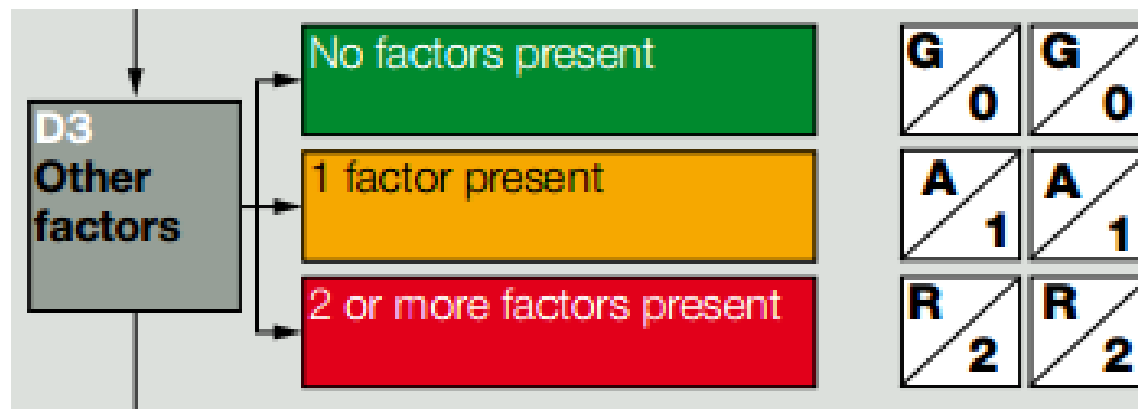 No factors present
G 0 G 0
D3
Other
factors
1 factor present
A 1 A 1
2 or more factors present
R 2 R 2